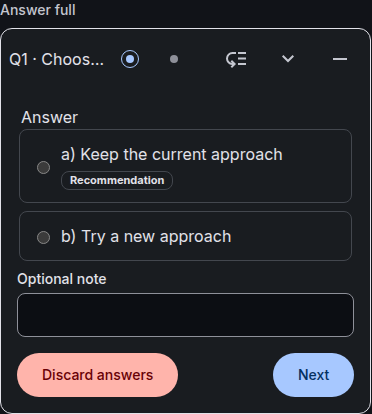 Answer full
Q1 · Choos...
Answer
a) Keep the current approach
Recommendation
b) Try a new approach
Optional note
Discard answers
Next